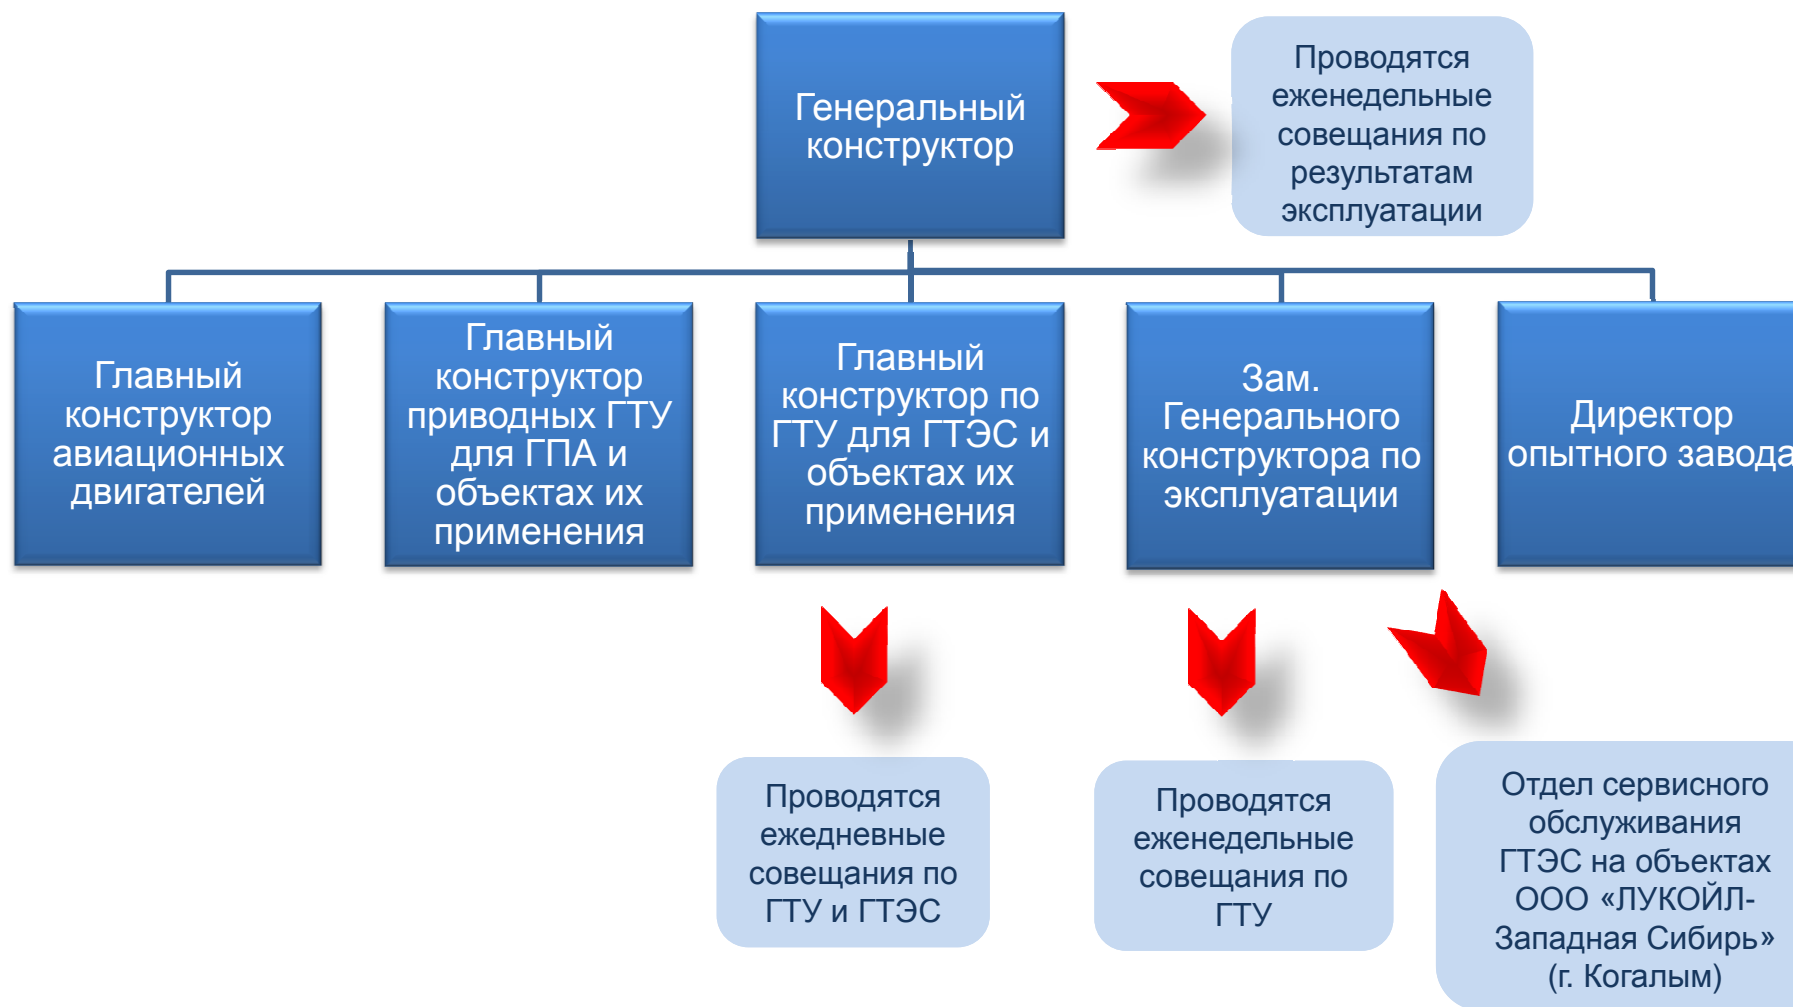 Генеральный
конструктор
Проводятся
еженедельные
совещания по
результатам
эксплуатации
Главный
конструктор
авиационных
двигателей
Главный
конструктор
приводных ГТУ
для ГПА и
объектах их
применения
Главный
конструктор по
ГТУ для ГТЭС и
объектах их
применения
Зам.
Генерального
конструктора по
эксплуатации
Директор
опытного завода
Проводятся
ежедневные
совещания по
ГТУ и ГТЭС
Проводятся
еженедельные
совещания по
ГТУ
Отдел сервисного
обслуживания
ГТЭС на объектах
ООО «ЛУКОЙЛ-
Западная Сибирь»
(г. Когалым)